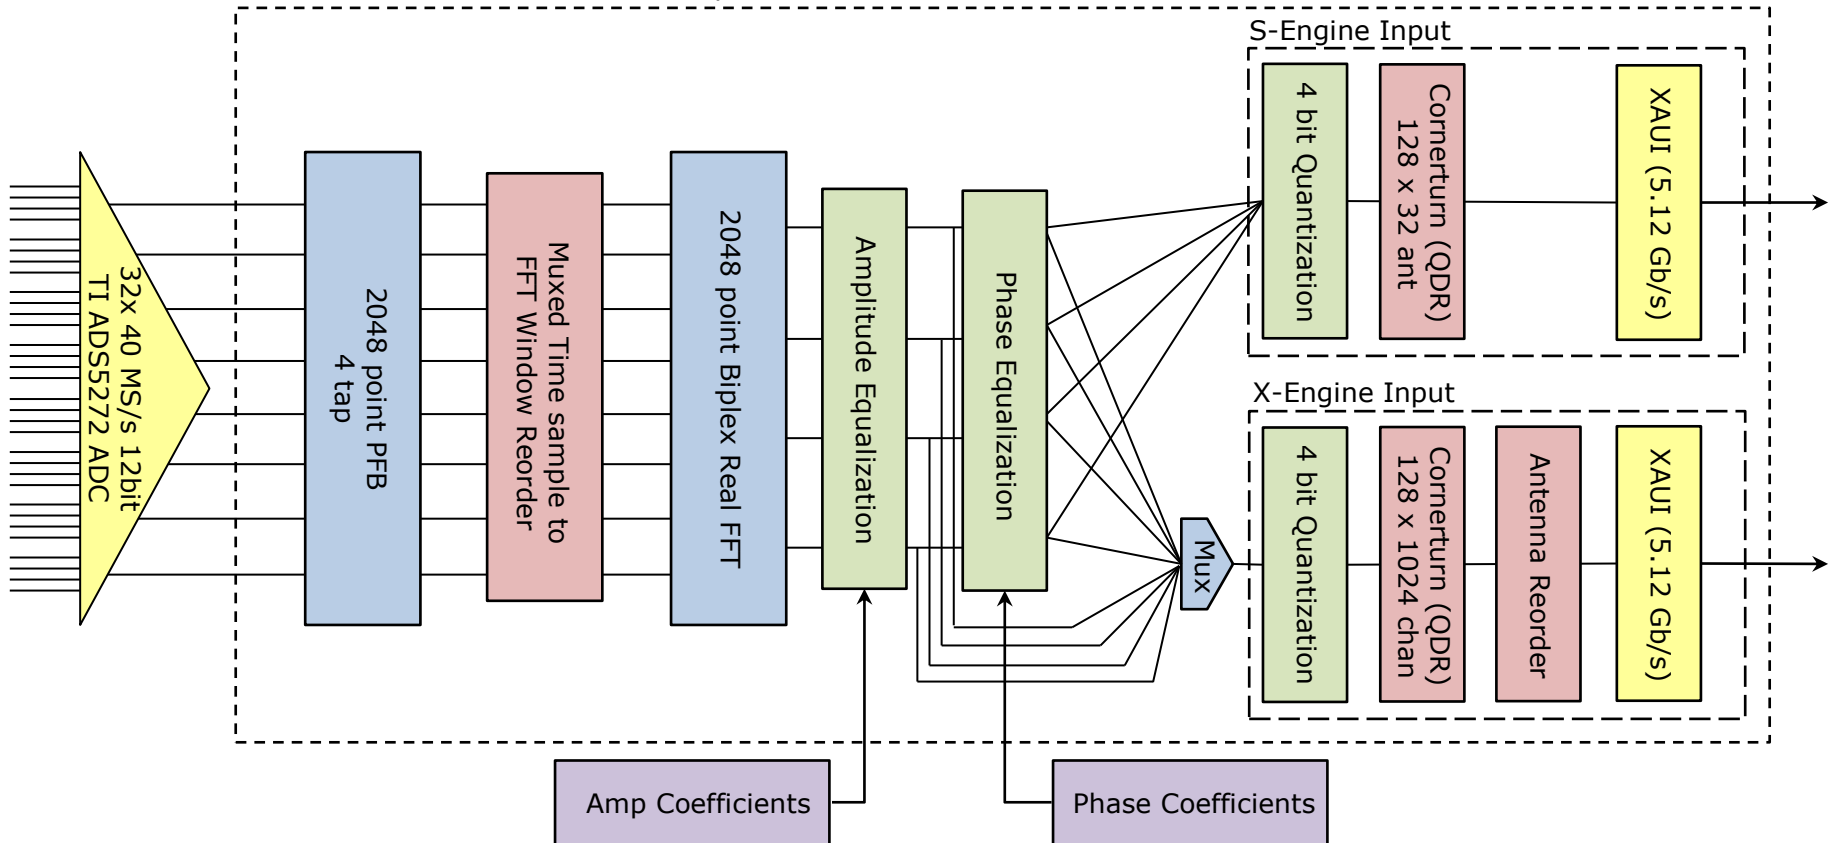 32x 40 MS/s 12bit
TI ADS5272 ADC
2048 point PFB
4 tap
Muxed Time sample to
FFT Window Reorder
2048 point Biplex Real FFT
Amplitude Equalization
Phase Equalization
S-Engine Input
4 bit Quantization
Cornerturn (QDR)
128 x 32 ant
XAUI (5.12 Gb/s)
Mux
X-Engine Input
4 bit Quantization
Cornerturn (QDR)
128 x 1024 chan
Antenna Reorder
XAUI (5.12 Gb/s)
Amp Coefficients
Phase Coefficients